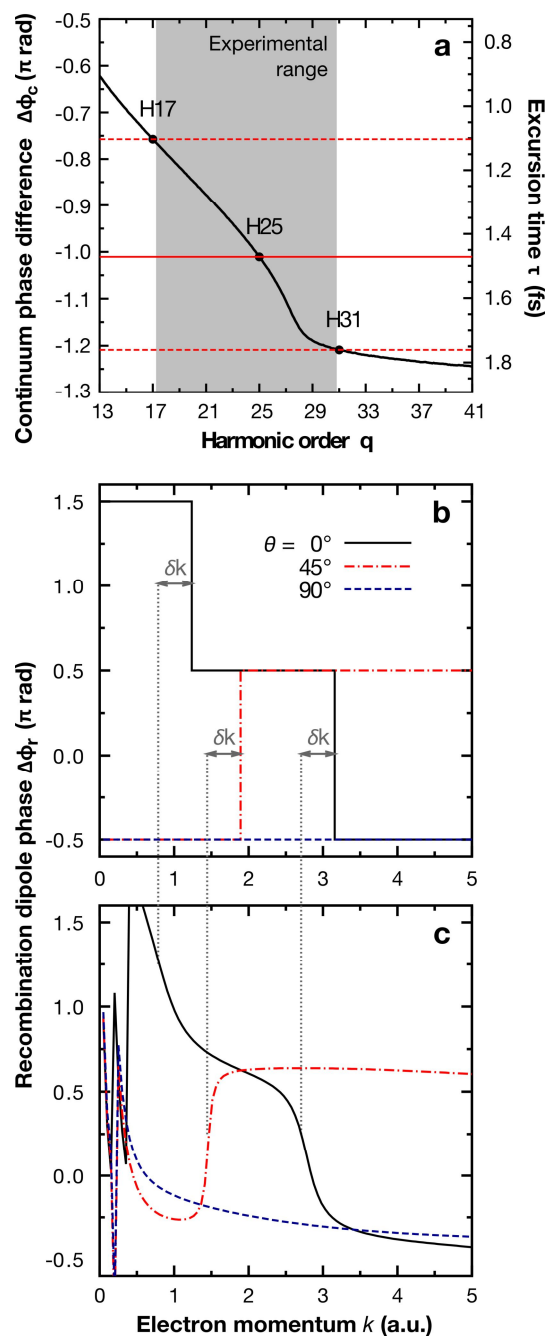 a
Experimental
range
H17
H25
H31
-0.5
-0.6
-0.7
-0.8
-0.9
-1.0
-1.1
-1.2
-1.3
Continuum phase difference Δϕc (π rad)
0.8
1.0
1.2
1.4
1.6
1.8
Excursion time τ (fs)
13 17 21 25 29 33 37 41
Harmonic order q
b
θ = 0°
45°
90°
δk
δk δk
1.5
1.0
0.5
0.0
-0.5
0 1 2 3 4 5
Recombination dipole phase Δϕr (π rad)
c
1.5
1.0
0.5
0.0
-0.5
0 1 2 3 4 5
Electron momentum k (a.u.)